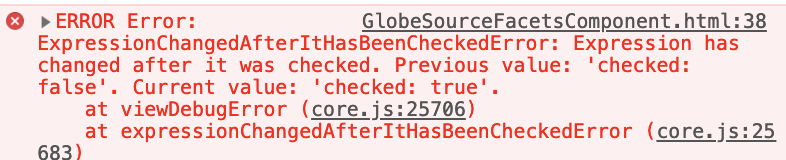 ERROR Error: GlobeSourceFacetsComponent.html:38
ExpressionChangedAfterItHasBeenCheckedError: Expression has
changed after it was checked. Previous value: 'checked:
false'. Current value: 'checked: true'.
at viewDebugError (core.js:25706)
at expressionChangedAfterItHasBeenCheckedError (core.js:25
683)